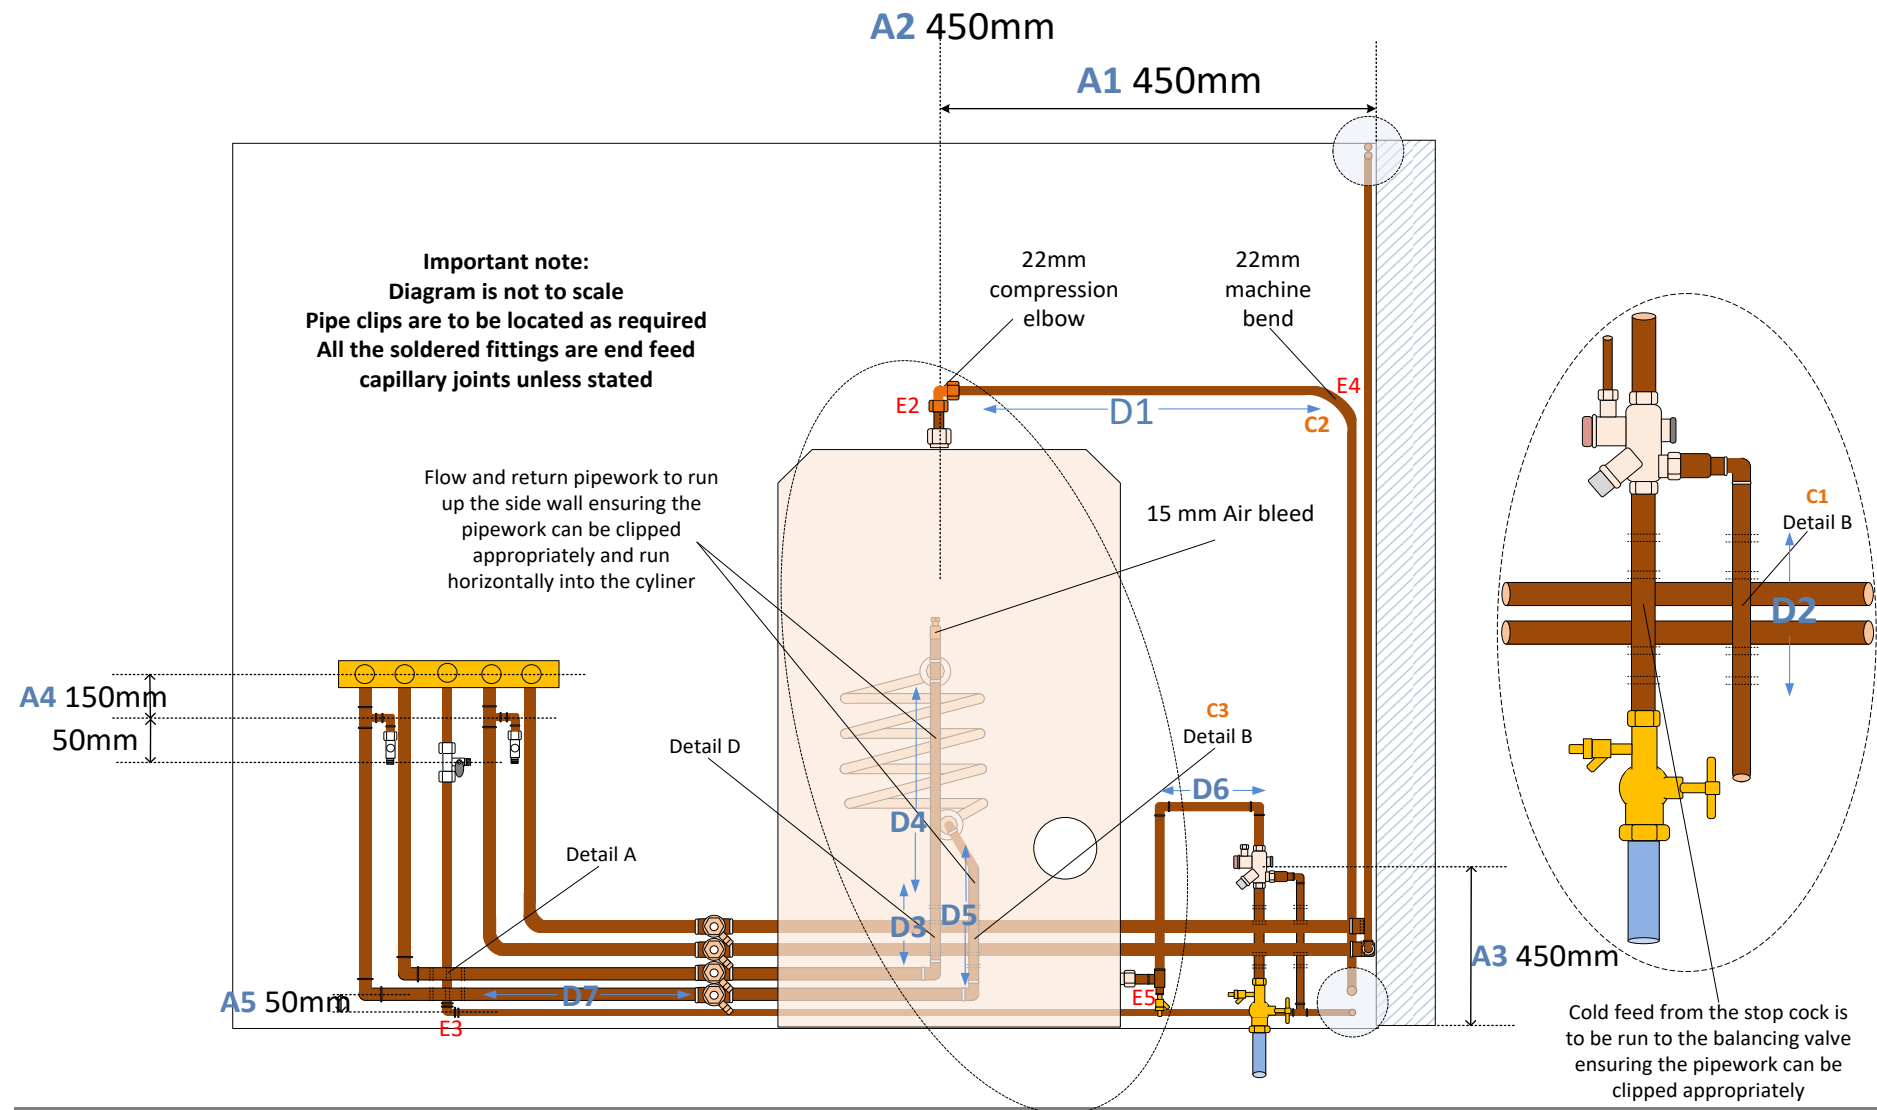 A2 450mm
A1 450mm
Important note:
Diagram is not to scale
Pipe clips are to be located as required
All the soldered fittings are end feed
capillary joints unless stated
22mm
compression
elbow
22mm
machine
bend
E2
D1
E4
C2
Flow and return pipework to run
up the side wall ensuring the
pipework can be clipped
appropriately and run
horizontally into the cyliner
15 mm Air bleed
C1
Detail B
D2
A4 150mm
50mm
Detail D
C3
Detail B
D6
D4
Detail A
D3
D5
A3 450mm
A5 50mm
D7
E5
E3
Cold feed from the stop cock is
to be run to the balancing valve
ensuring the pipework can be
clipped appropriately